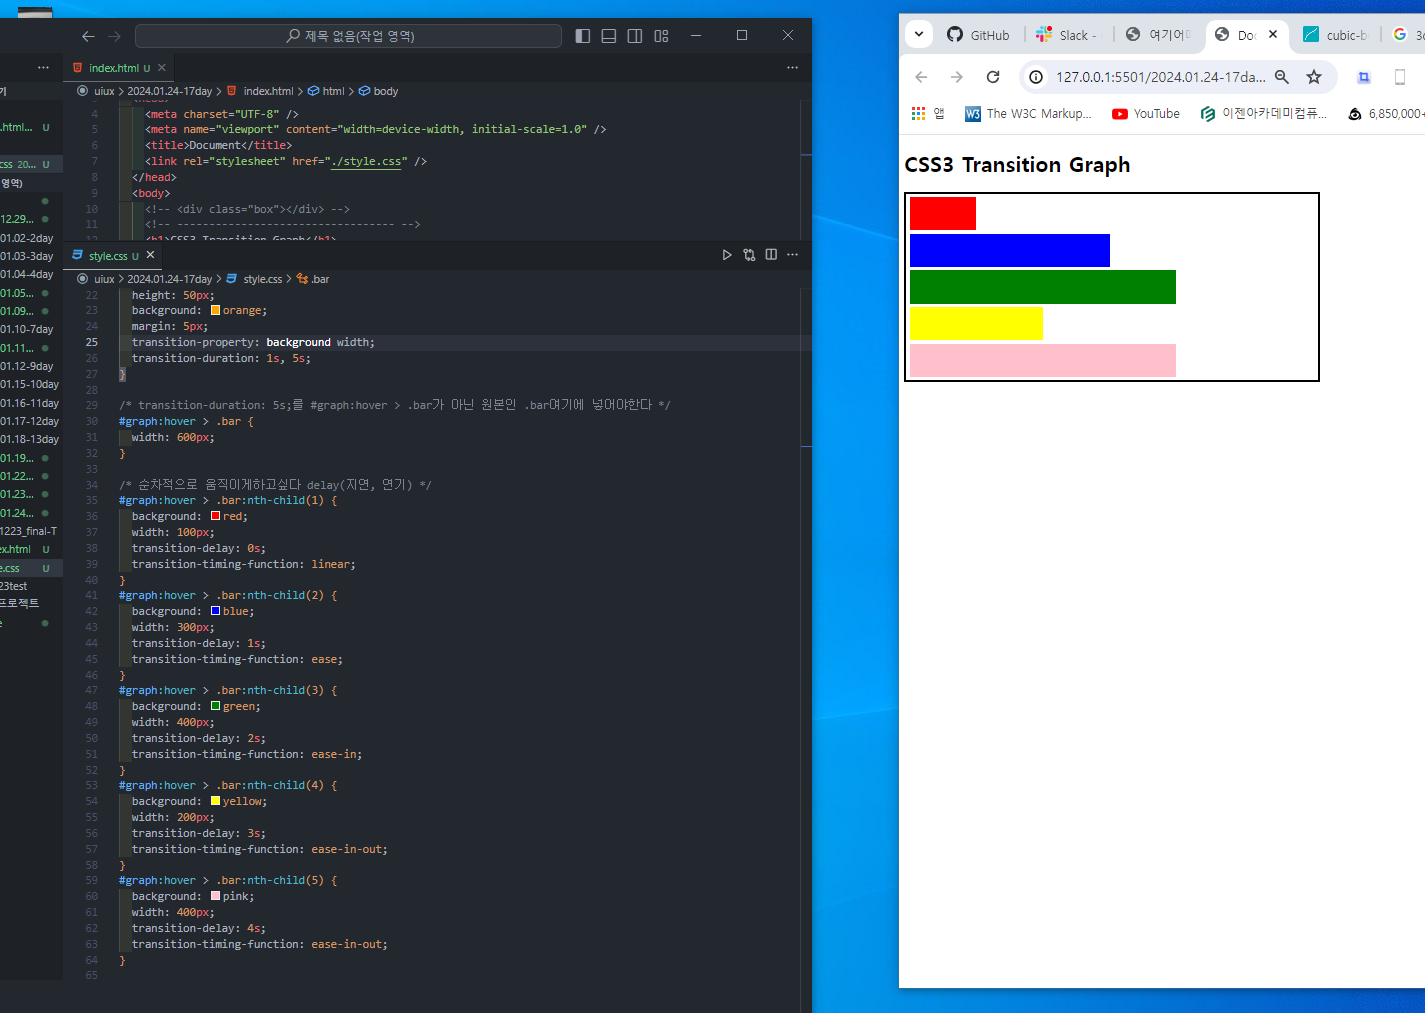 제목 없음(작업 영역)
index.html U
uiux > 2024.01.24-17day > index.html > html > body
4 <meta charset="UTF-8" />
5 <meta name="viewport" content="width=device-width, initial-scale=1.0" />
6 <title>Document</title>
7 <link rel="stylesheet" href="./style.css" />
8 </head>
9 <body>
10 <!-- <div class="box"></div> -->
11 <!-- ---------------------------------- -->
<h1>CSS3 Transition Graph</h1>
style.css U
uiux > 2024.01.24-17day > style.css > .bar
22 height: 50px;
23 background: orange;
24 margin: 5px;
25 transition-property: background width;
26 transition-duration: 1s, 5s;
27 }
28
29 /* transition-duration: 5s;를 #graph:hover > .bar가 아닌 원본인 .bar여기에 넣어야한다 */
30 #graph:hover > .bar {
31 width: 600px;
32 }
33
34 /* 순차적으로 움직이게하고싶다 delay(지연, 연기) */
35 #graph:hover > .bar:nth-child(1) {
36 background: red;
37 width: 100px;
38 transition-delay: 0s;
39 transition-timing-function: linear;
40 }
41 #graph:hover > .bar:nth-child(2) {
42 background: blue;
43 width: 300px;
44 transition-delay: 1s;
45 transition-timing-function: ease;
46 }
47 #graph:hover > .bar:nth-child(3) {
48 background: green;
49 width: 400px;
50 transition-delay: 2s;
51 transition-timing-function: ease-in;
52 }
53 #graph:hover > .bar:nth-child(4) {
54 background: yellow;
55 width: 200px;
56 transition-delay: 3s;
57 transition-timing-function: ease-in-out;
58 }
59 #graph:hover > .bar:nth-child(5) {
60 background: pink;
61 width: 400px;
62 transition-delay: 4s;
63 transition-timing-function: ease-in-out;
64 }
65
기
.html... U
css 20... U
영역)
12.29...
01.02-2day
01.03-3day
01.04-4day
01.05...
01.09...
01.10-7day
01.11...
01.12-9day
01.15-10day
01.16-11day
01.17-12day
01.18-13day
01.19...
01.22...
01.23...
01.24...
1223_final-T
ex.html U
e.css U
23test
프로젝트
e
GitHub
Slack -
여기어
Doc
cubic-b
3d
127.0.0.1:5501/2024.01.24-17da...
앱
The W3C Markup...
YouTube
이젠아카데미컴퓨...
6,850,000+
CSS3 Transition Graph